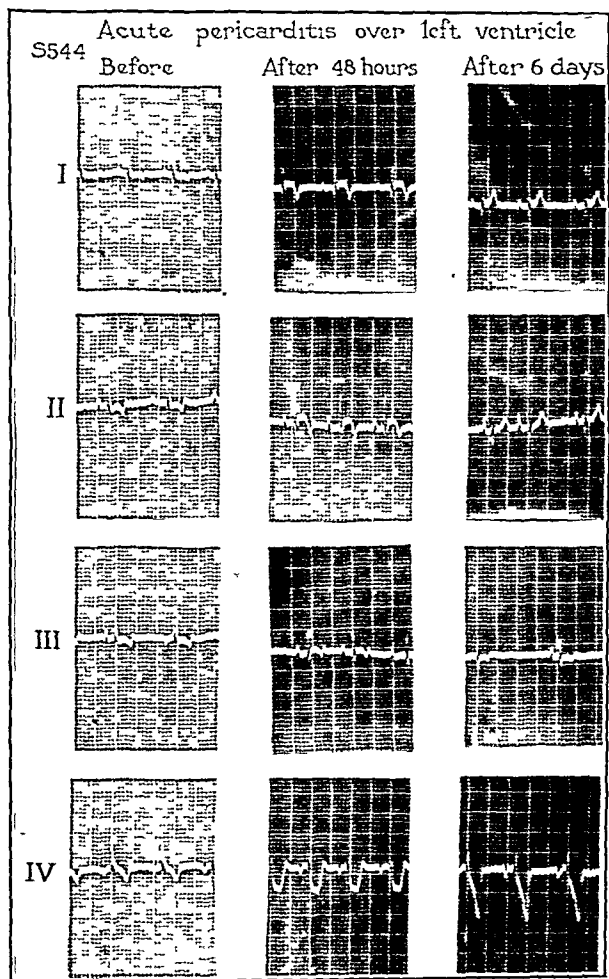 Acute pericarditis over left ventricle
S544
Before After 48 hours After 6 days
I
II
III
IV